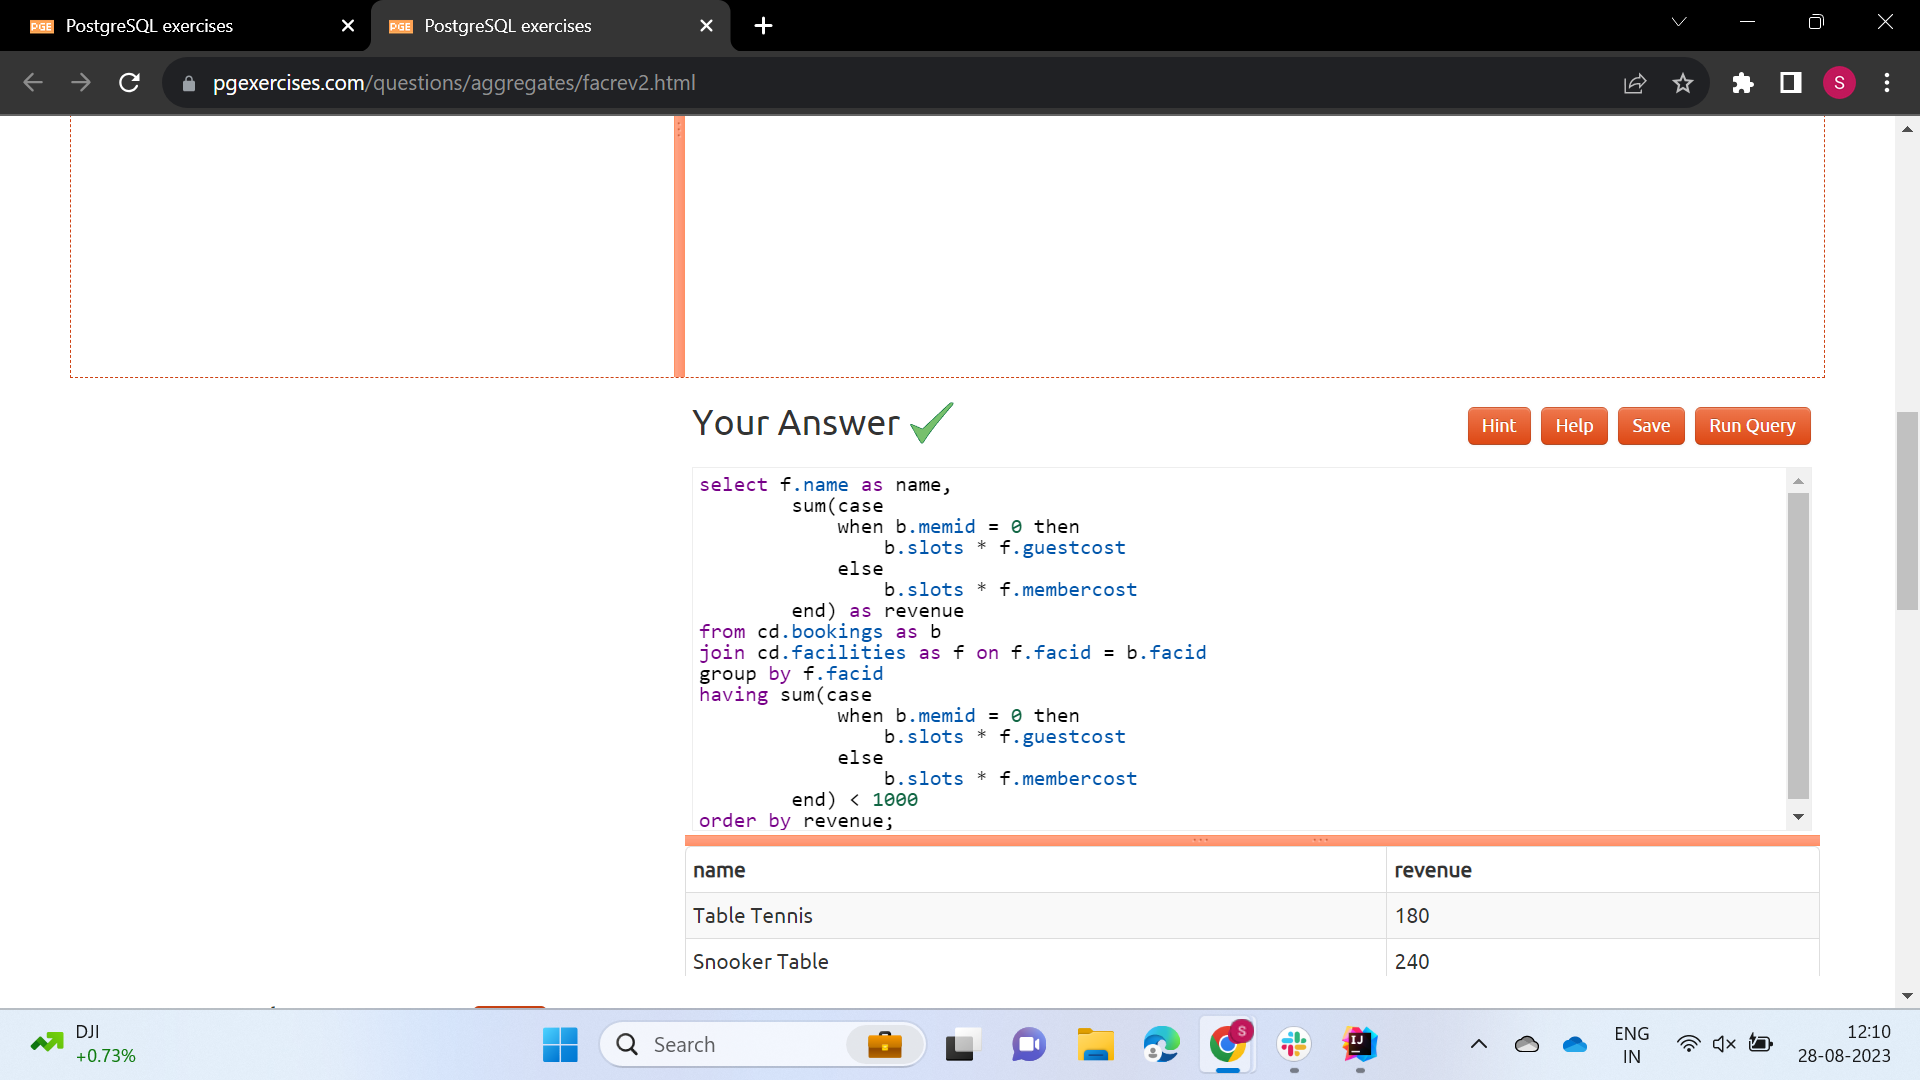 PGE PostgreSQL exercises
PGE PostgreSQL exercises
pgexercises.com/questions/aggregates/facrev2.html
S
Your Answer
Hint
Help
Save
Run Query
select f.name as name,
sum(case
when b.memid = 0 then
b.slots * f.guestcost
else
b.slots * f.membercost
end) as revenue
from cd.bookings as b
join cd.facilities as f on f.facid = b.facid
group by f.facid
having sum(case
when b.memid = 0 then
b.slots * f.guestcost
else
b.slots * f.membercost
end) < 1000
order by revenue;
name revenue
Table Tennis 180
Snooker Table 240
DJI
+0.73%
Search
S
IJ
ENG
IN
12:10
28-08-2023